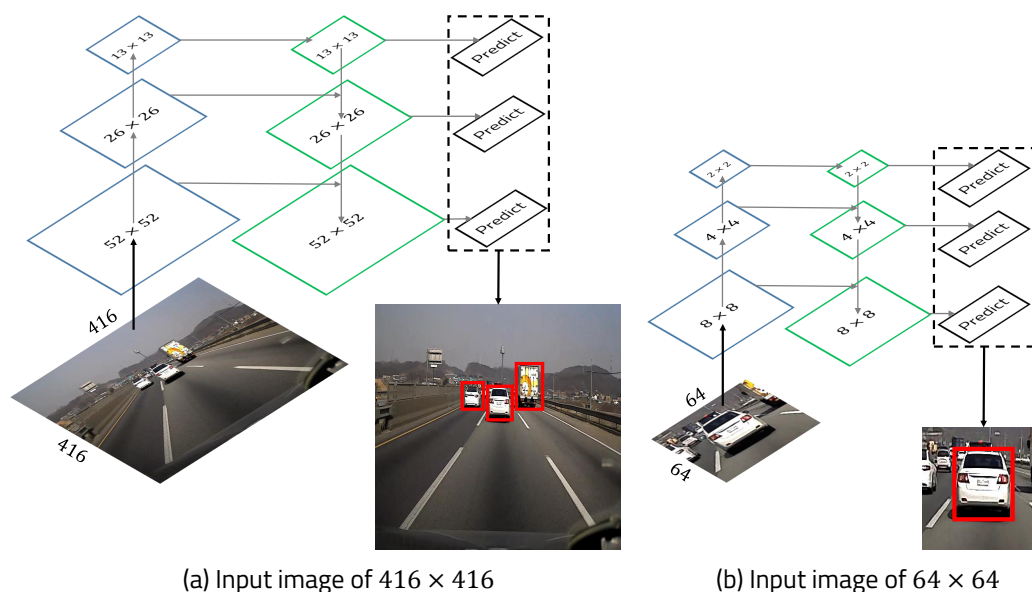 13 × 13
13 × 13
Predict
26 × 26
26 × 26
Predict
52 × 52
52 × 52
Predict
416
416
(a) Input image of 416 × 416
2 × 2
2 × 2
Predict
4 ×4
4 ×4
Predict
8 × 8
8 × 8
Predict
64
64
(b) Input image of 64 × 64